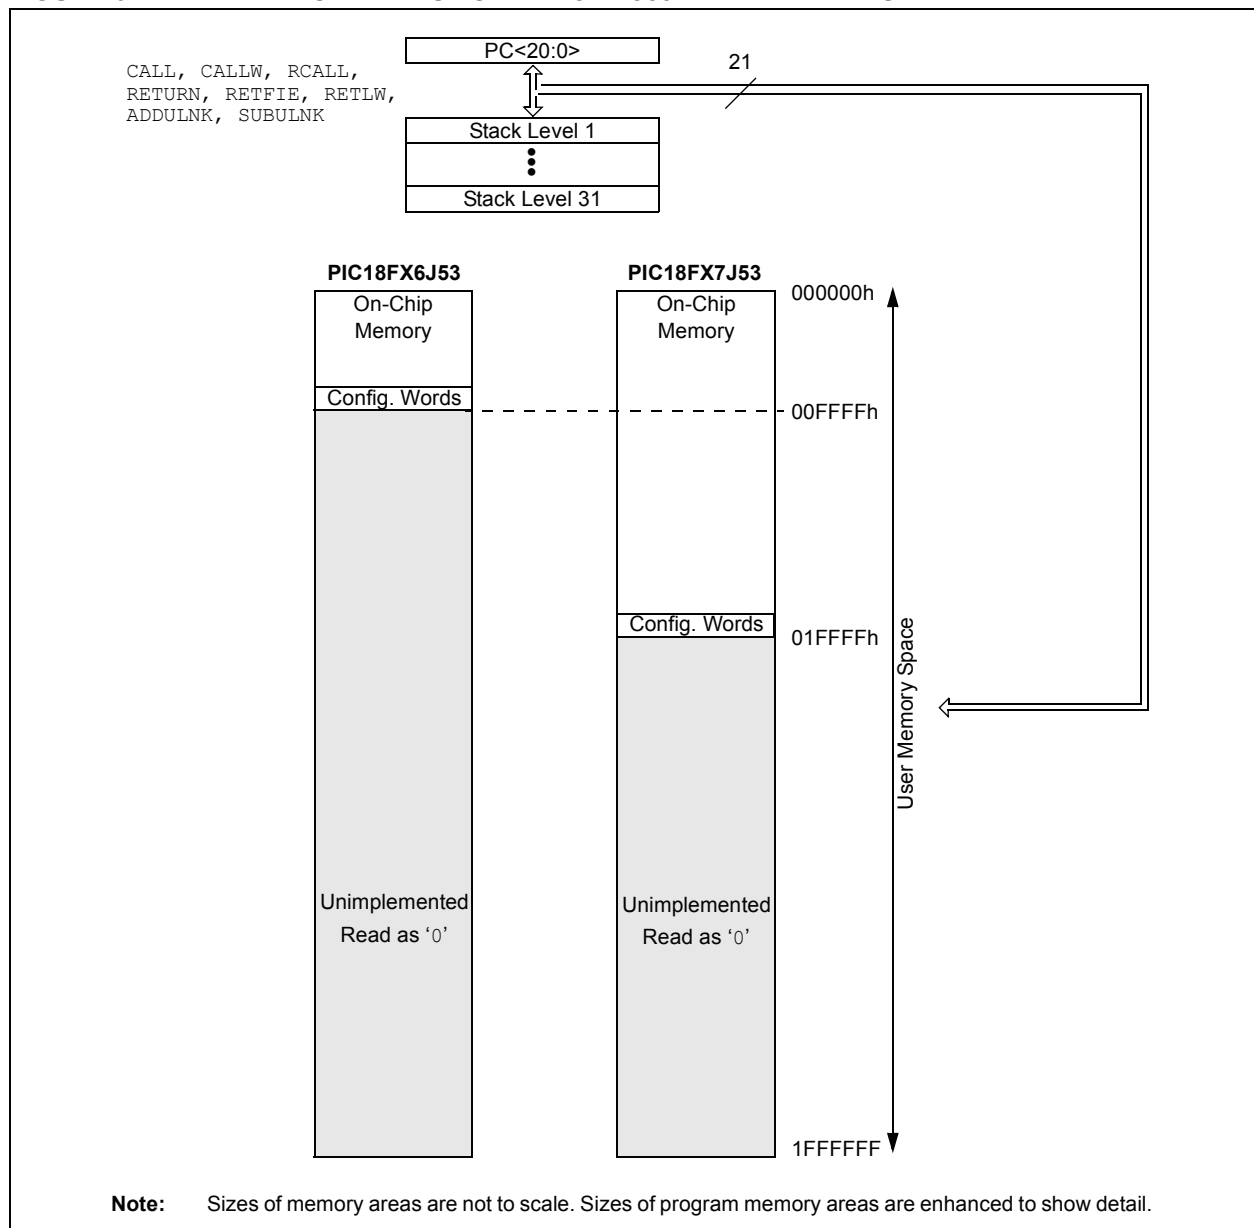 PC<20:0>
21
CALL, CALLW, RCALL,
RETURN, RETFIE, RETLW,
ADDULNK, SUBULNK
Stack Level 1
Stack Level 31
PIC18FX6J53
PIC18FX7J53
On-Chip
Memory
On-Chip
Memory
000000h
Config. Words
00FFFFh
Config. Words
01FFFFh
User Memory Space
Unimplemented
Read as ‘0’
Unimplemented
Read as ‘0’
1FFFFFF
Note: Sizes of memory areas are not to scale. Sizes of program memory areas are enhanced to show detail.